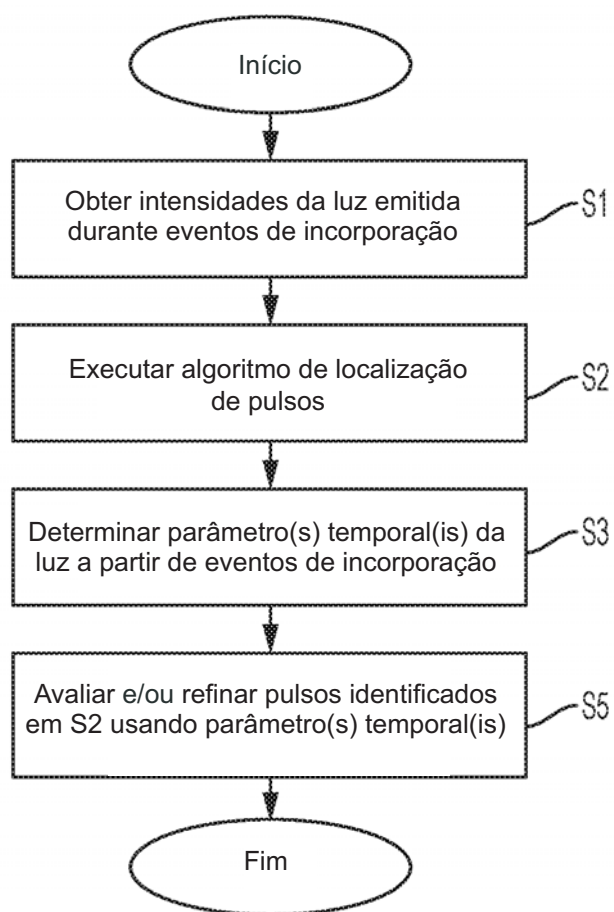 Início
Obter intensidades da luz emitida
durante eventos de incorporação
S1
Executar algoritmo de localização
de pulsos
S2
Determinar parâmetro(s) temporal(is) da
luz a partir de eventos de incorporação
S3
Avaliar e/ou refinar pulsos identificados
em S2 usando parâmetro(s) temporal(is)
S5
Fim